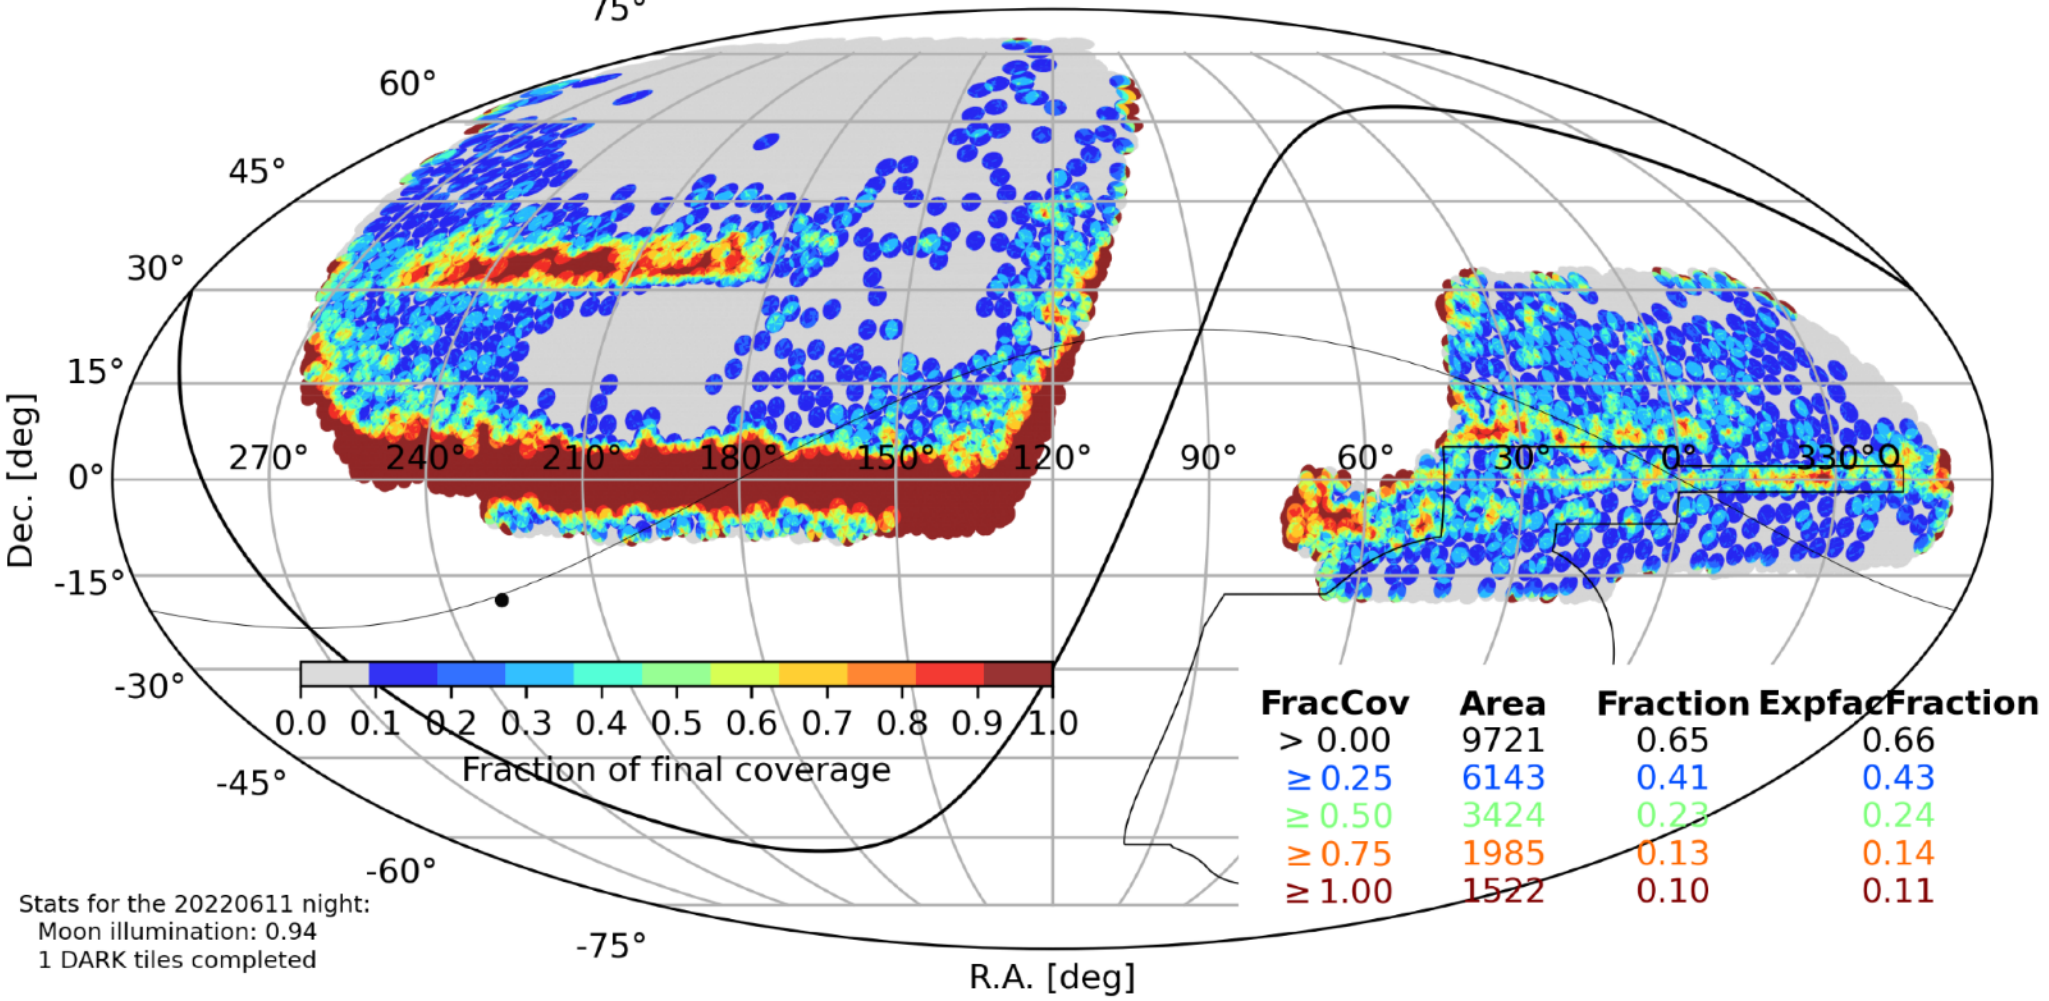 75°
60°
45°
30°
15°
0°
-15°
-30°
-45°
-60°
-75°
Dec. [deg]
270° 240° 210° 180° 150° 120° 90° 60° 30° 0° 330°
0.0 0.1 0.2 0.3 0.4 0.5 0.6 0.7 0.8 0.9 1.0
Fraction of final coverage
FracCov Area Fraction ExpfacFraction
> 0.00 9721 0.65 0.66
≥ 0.25 6143 0.41 0.43
≥ 0.50 3424 0.23 0.24
≥ 0.75 1985 0.13 0.14
≥ 1.00 1522 0.10 0.11
Stats for the 20220611 night:
Moon illumination: 0.94
1 DARK tiles completed
R.A. [deg]